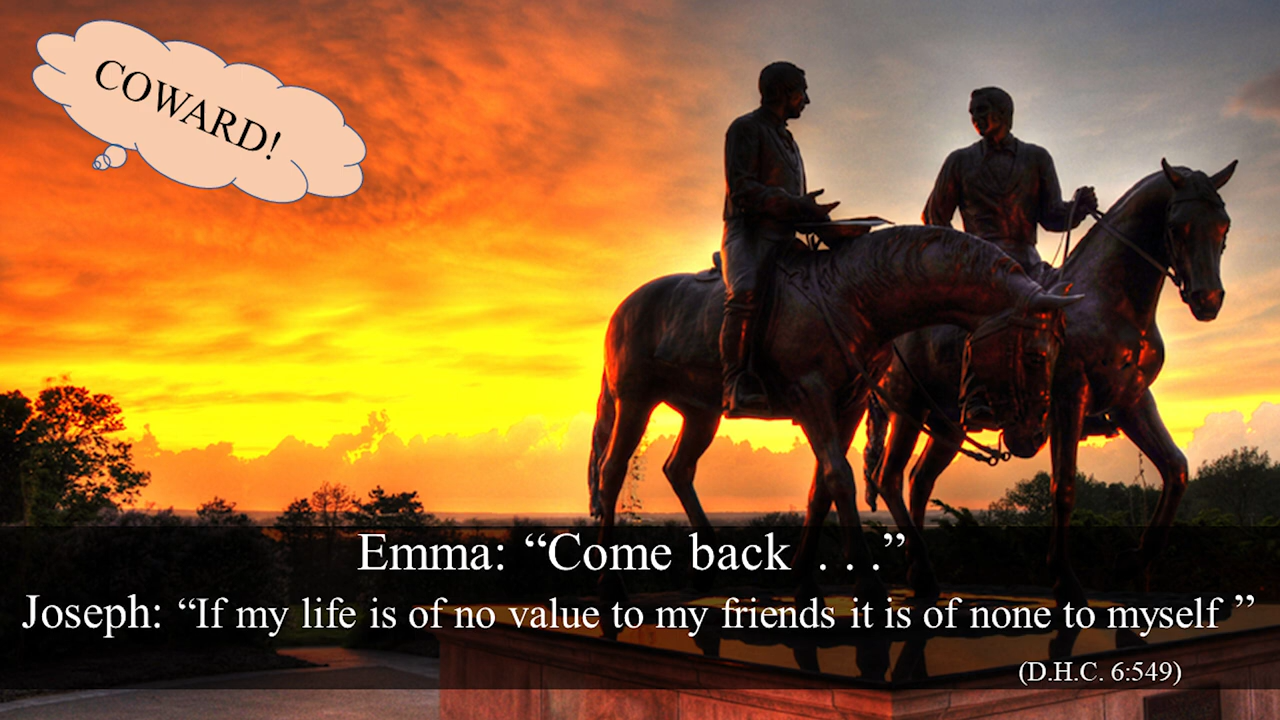 COWARD!
Emma: “Come back . . .”
Joseph: “If my life is of no value to my friends it is of none to myself ”
(D.H.C. 6:549)